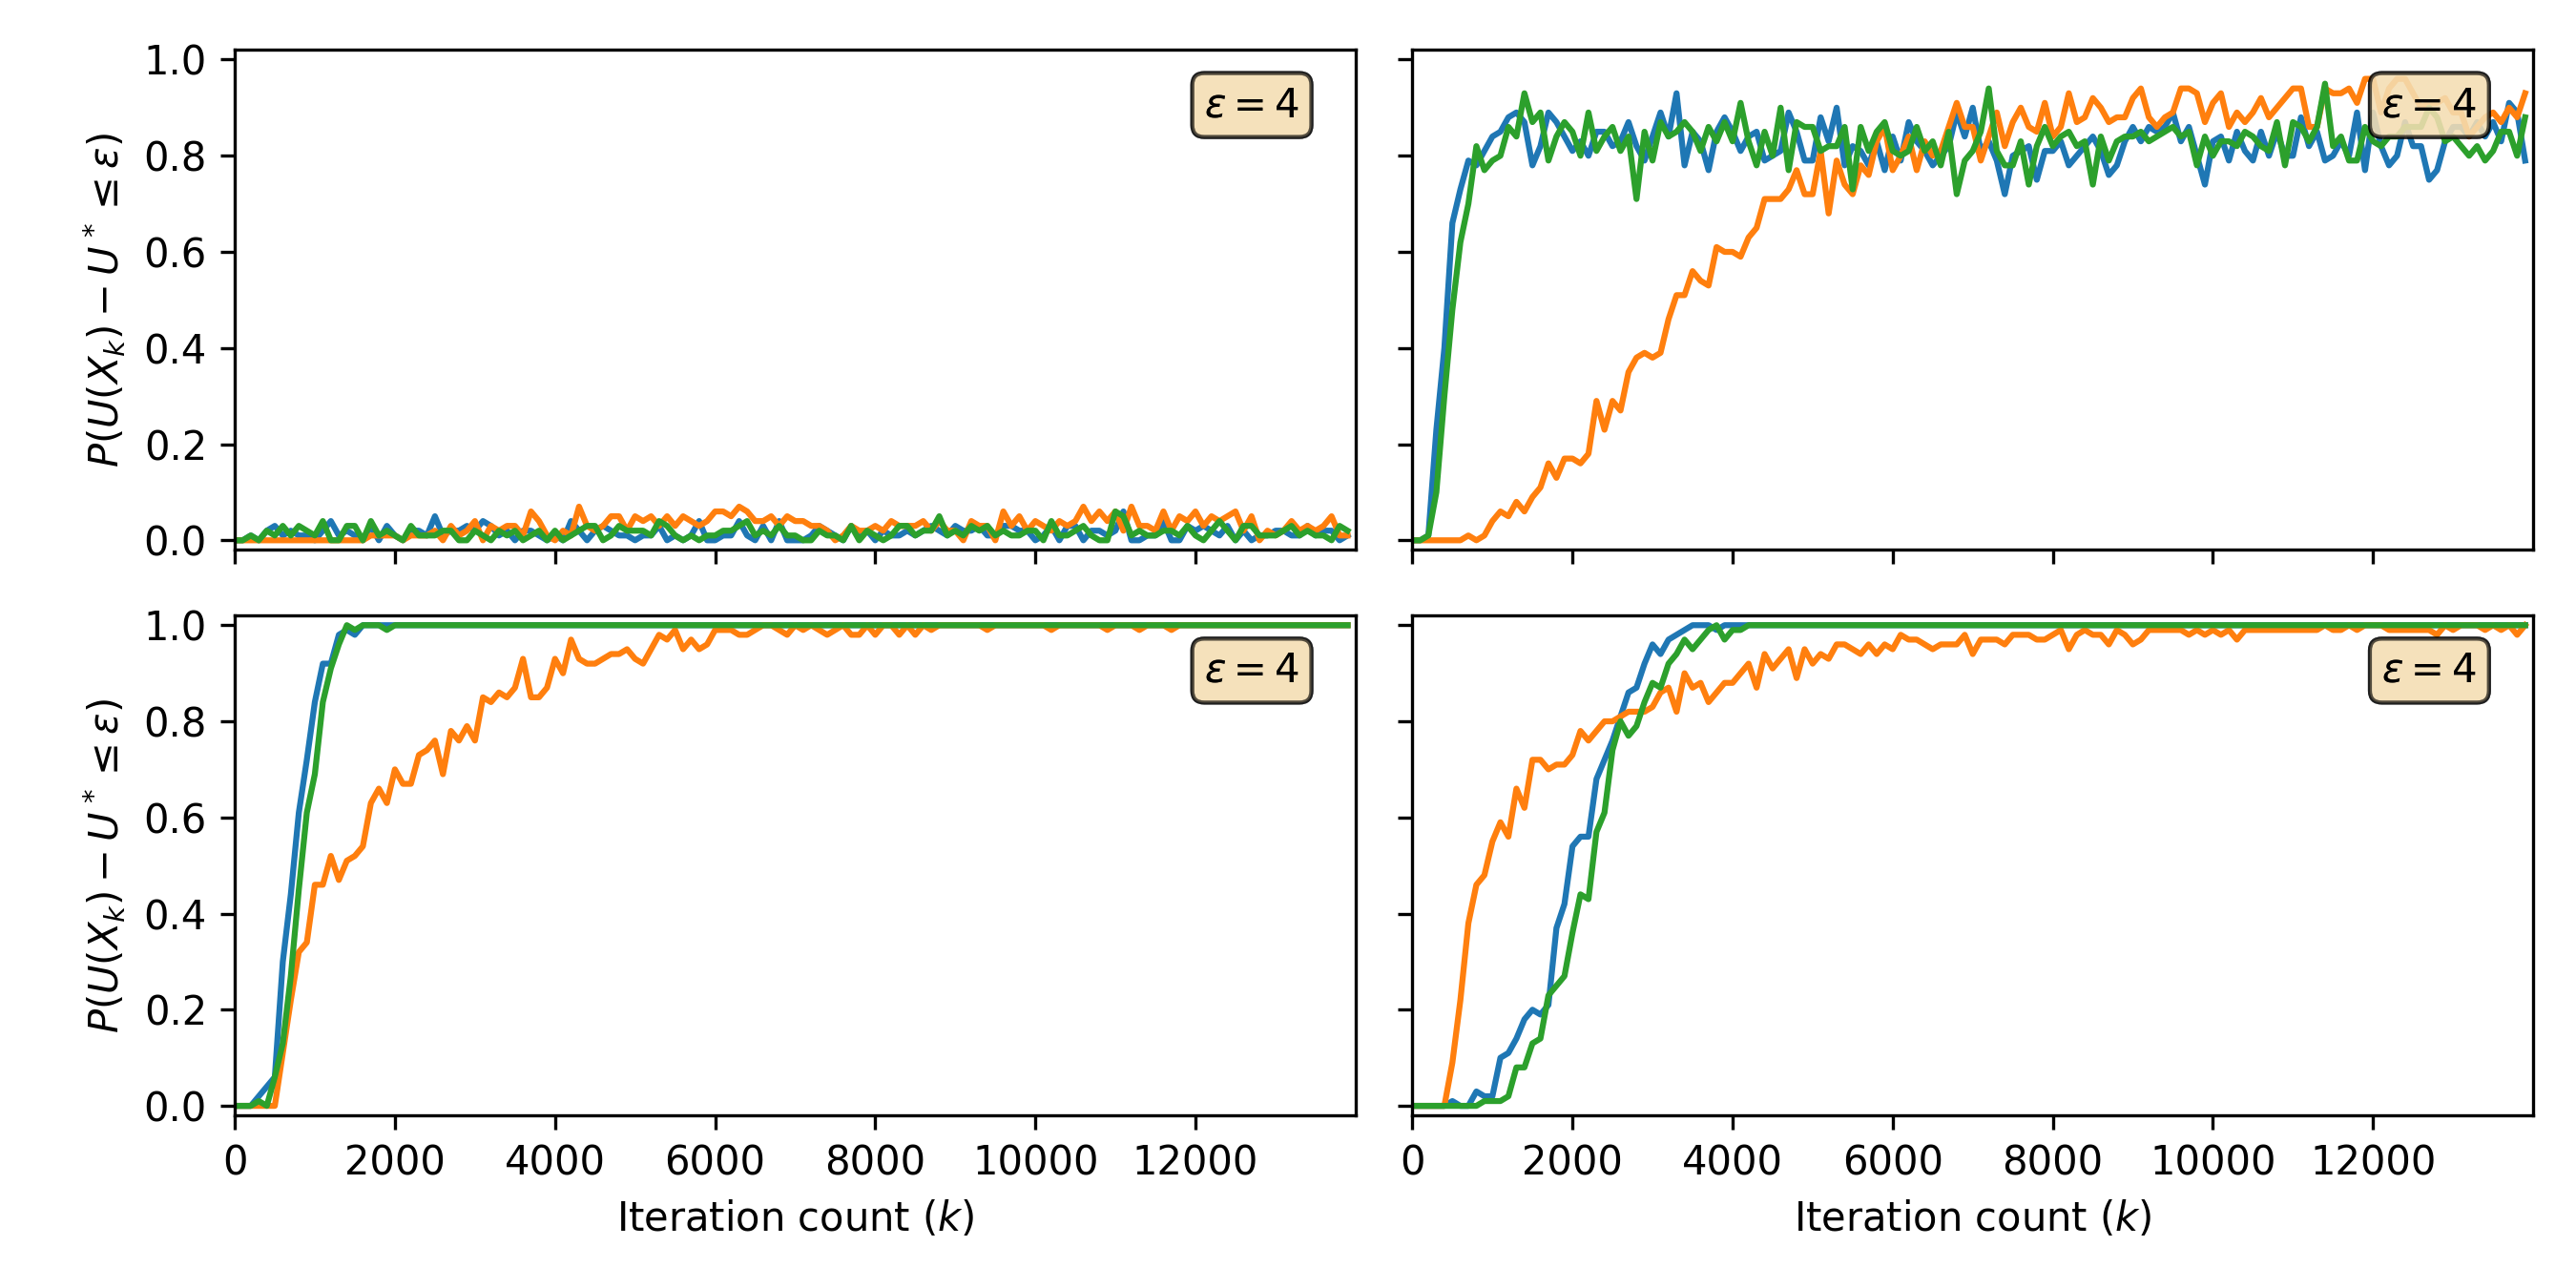 1.0
0.8
0.6
0.4
0.2
0.0
P(U(X_k) − U* ≤ ε)
ε = 4
ε = 4
1.0
0.8
0.6
0.4
0.2
0.0
P(U(X_k) − U* ≤ ε)
ε = 4
ε = 4
0 2000 4000 6000 8000 10000 12000
0 2000 4000 6000 8000 10000 12000
Iteration count (k)
Iteration count (k)